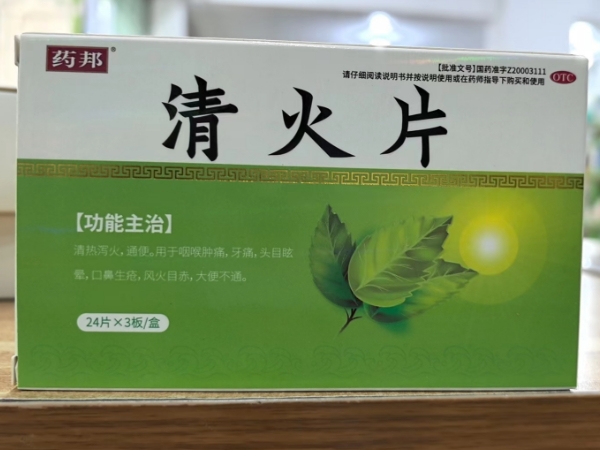 药邦®
【批准文号】国药准字Z20003111
请仔细阅读说明书并按说明使用或在药师指导下购买和使用
OTC
清火片
【功能主治】
清热泻火，通便。用于咽喉肿痛，牙痛，头目眩
晕，口鼻生疮，风火目赤，大便不通。
24片×3板/盒